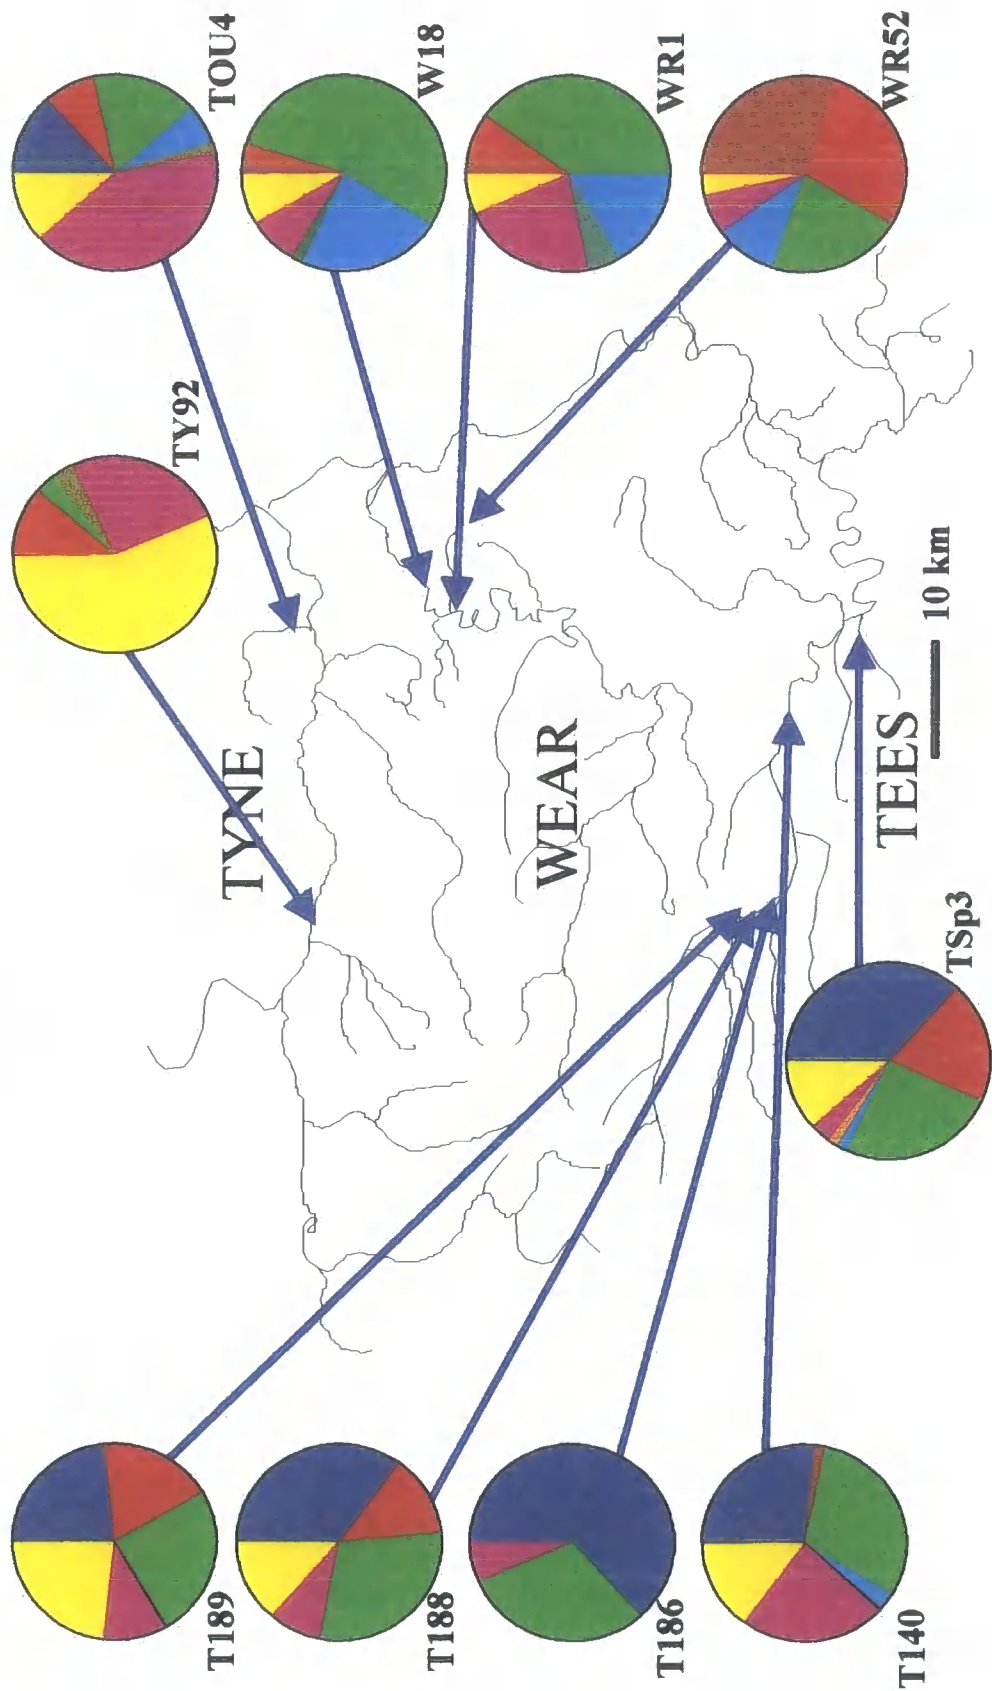 TY92
T189
TOU4
TYNE
T188
W18
WEAR
T186
WR1
T140
WR52
TEES
10 km
TSp3